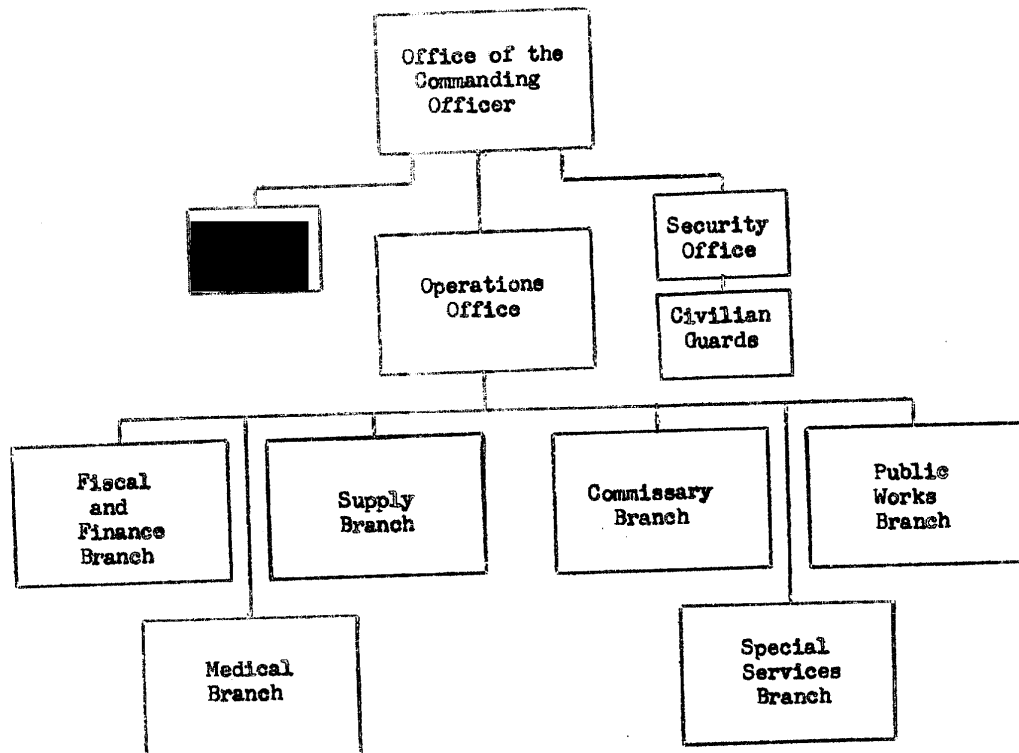 Office of the
Commanding
Officer
Security
Office
Operations
Office
Civilian
Guards
Fiscal
and
Finance
Branch
Supply
Branch
Commissary
Branch
Public
Works
Branch
Medical
Branch
Special
Services
Branch